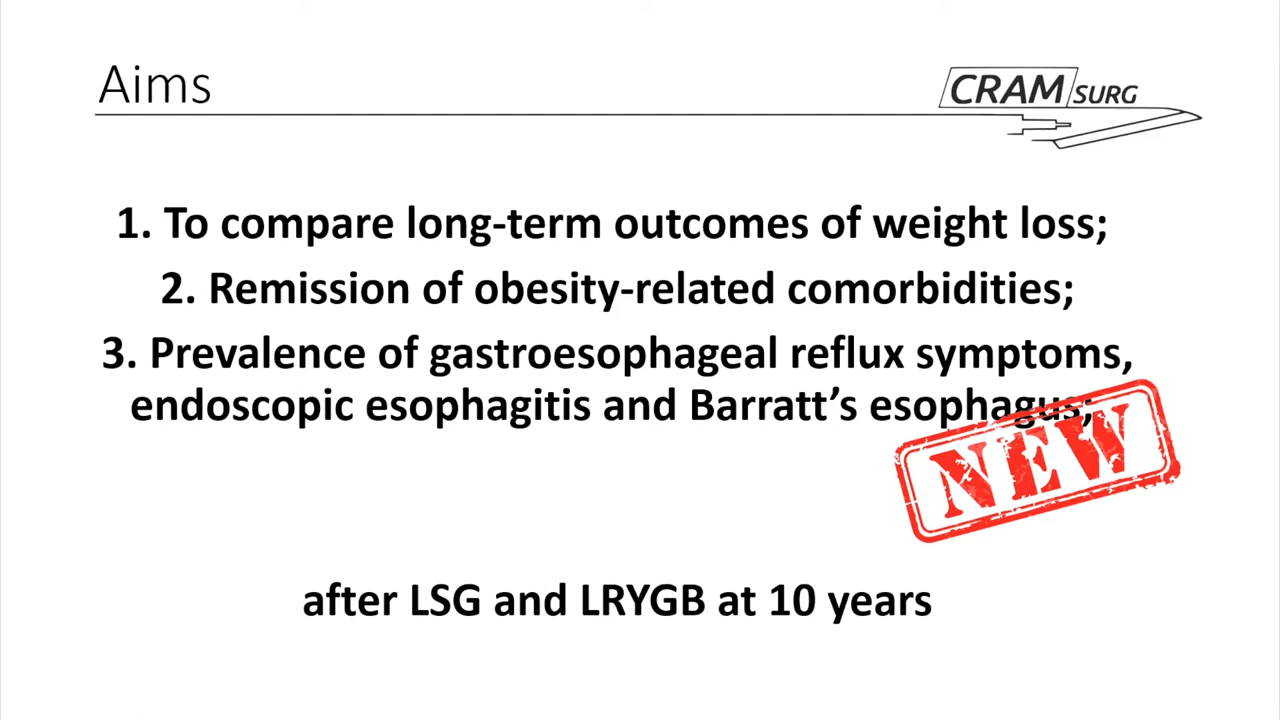 Aims
CRAM SURG
1. To compare long-term outcomes of weight loss;
2. Remission of obesity-related comorbidities;
3. Prevalence of gastroesophageal reflux symptoms,
endoscopic esophagitis and Barratt’s esophagus;
NEW
after LSG and LRYGB at 10 years